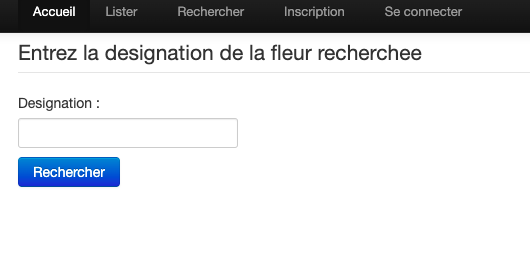 Accueil Lister Rechercher Inscription Se connecter
Entrez la designation de la fleur recherchee
Designation :
Rechercher